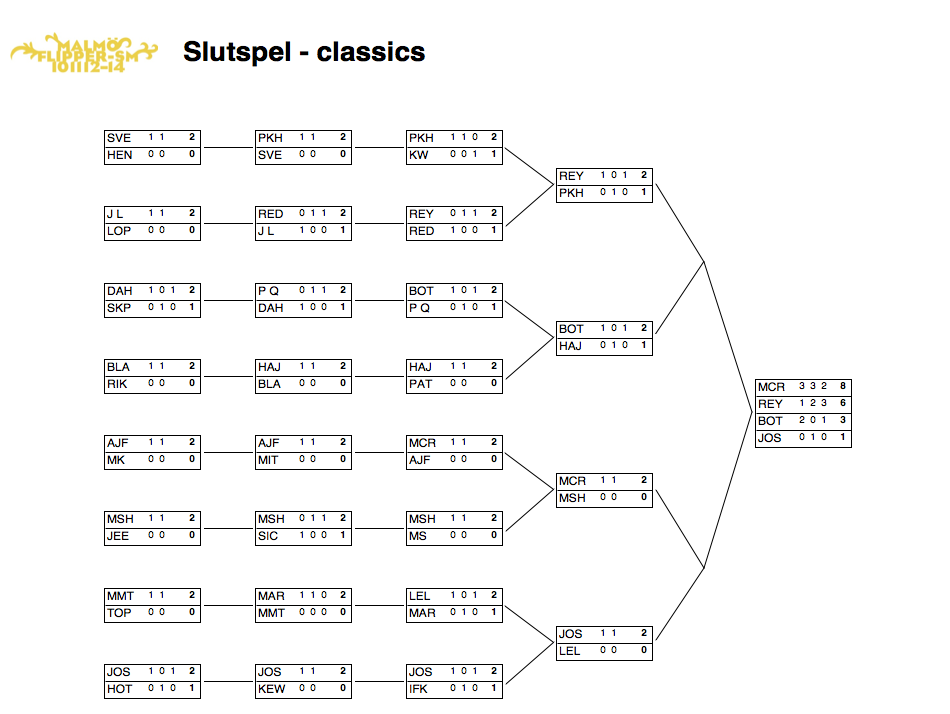 MALMÖ
FLIPPER-SM
101112-14
Slutspel - classics
SVE 1 1 2
HEN 0 0 0
PKH 1 1 2
SVE 0 0 0
PKH 1 1 0 2
KW 0 0 1 1
REY 1 0 1 2
PKH 0 1 0 1
J L 1 1 2
LOP 0 0 0
RED 0 1 1 2
J L 1 0 0 1
REY 0 1 1 2
RED 1 0 0 1
DAH 1 0 1 2
SKP 0 1 0 1
P Q 0 1 1 2
DAH 1 0 0 1
BOT 1 0 1 2
P Q 0 1 0 1
BOT 1 0 1 2
HAJ 0 1 0 1
BLA 1 1 2
RIK 0 0 0
HAJ 1 1 2
BLA 0 0 0
HAJ 1 1 2
PAT 0 0 0
MCR 3 3 2 8
REY 1 2 3 6
BOT 2 0 1 3
JOS 0 1 0 1
AJF 1 1 2
MK 0 0 0
AJF 1 1 2
MIT 0 0 0
MCR 1 1 2
AJF 0 0 0
MCR 1 1 2
MSH 0 0 0
MSH 1 1 2
JEE 0 0 0
MSH 0 1 1 2
SIC 1 0 0 1
MSH 1 1 2
MS 0 0 0
MMT 1 1 2
TOP 0 0 0
MAR 1 1 0 2
MMT 0 0 0 0
LEL 1 0 1 2
MAR 0 1 0 1
JOS 1 1 2
LEL 0 0 0
JOS 1 0 1 2
HOT 0 1 0 1
JOS 1 1 2
KEW 0 0 0
JOS 1 0 1 2
IFK 0 1 0 1